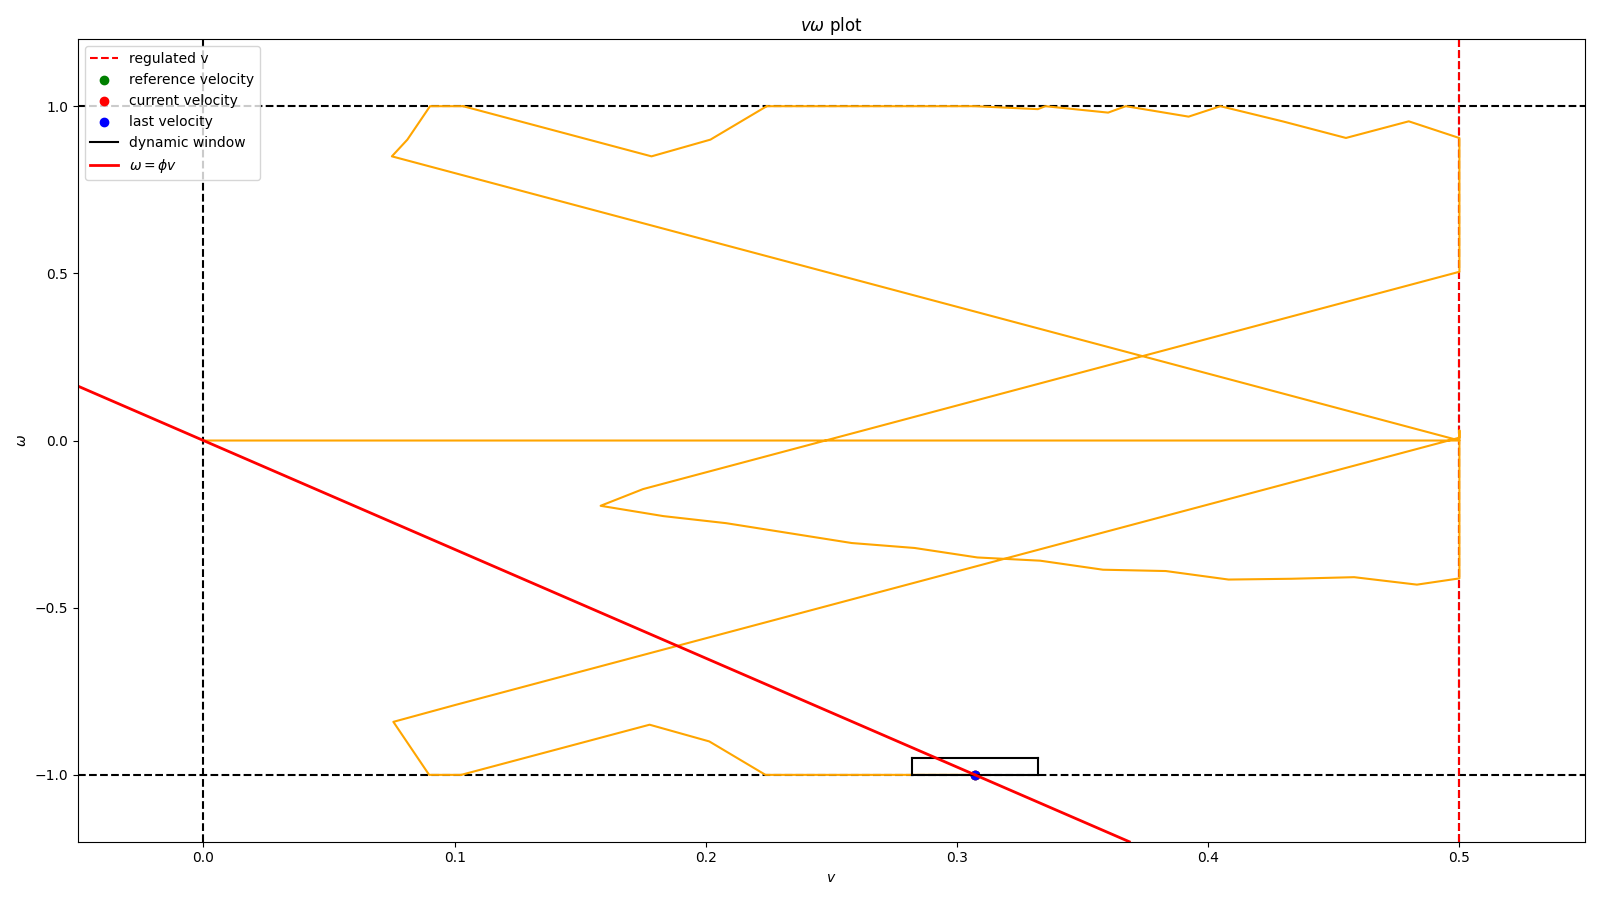 vω plot
regulated v
reference velocity
current velocity
last velocity
dynamic window
ω = ϕv
1.0
0.5
0.0
−0.5
−1.0
ω
0.0 0.1 0.2 0.3 0.4 0.5
v